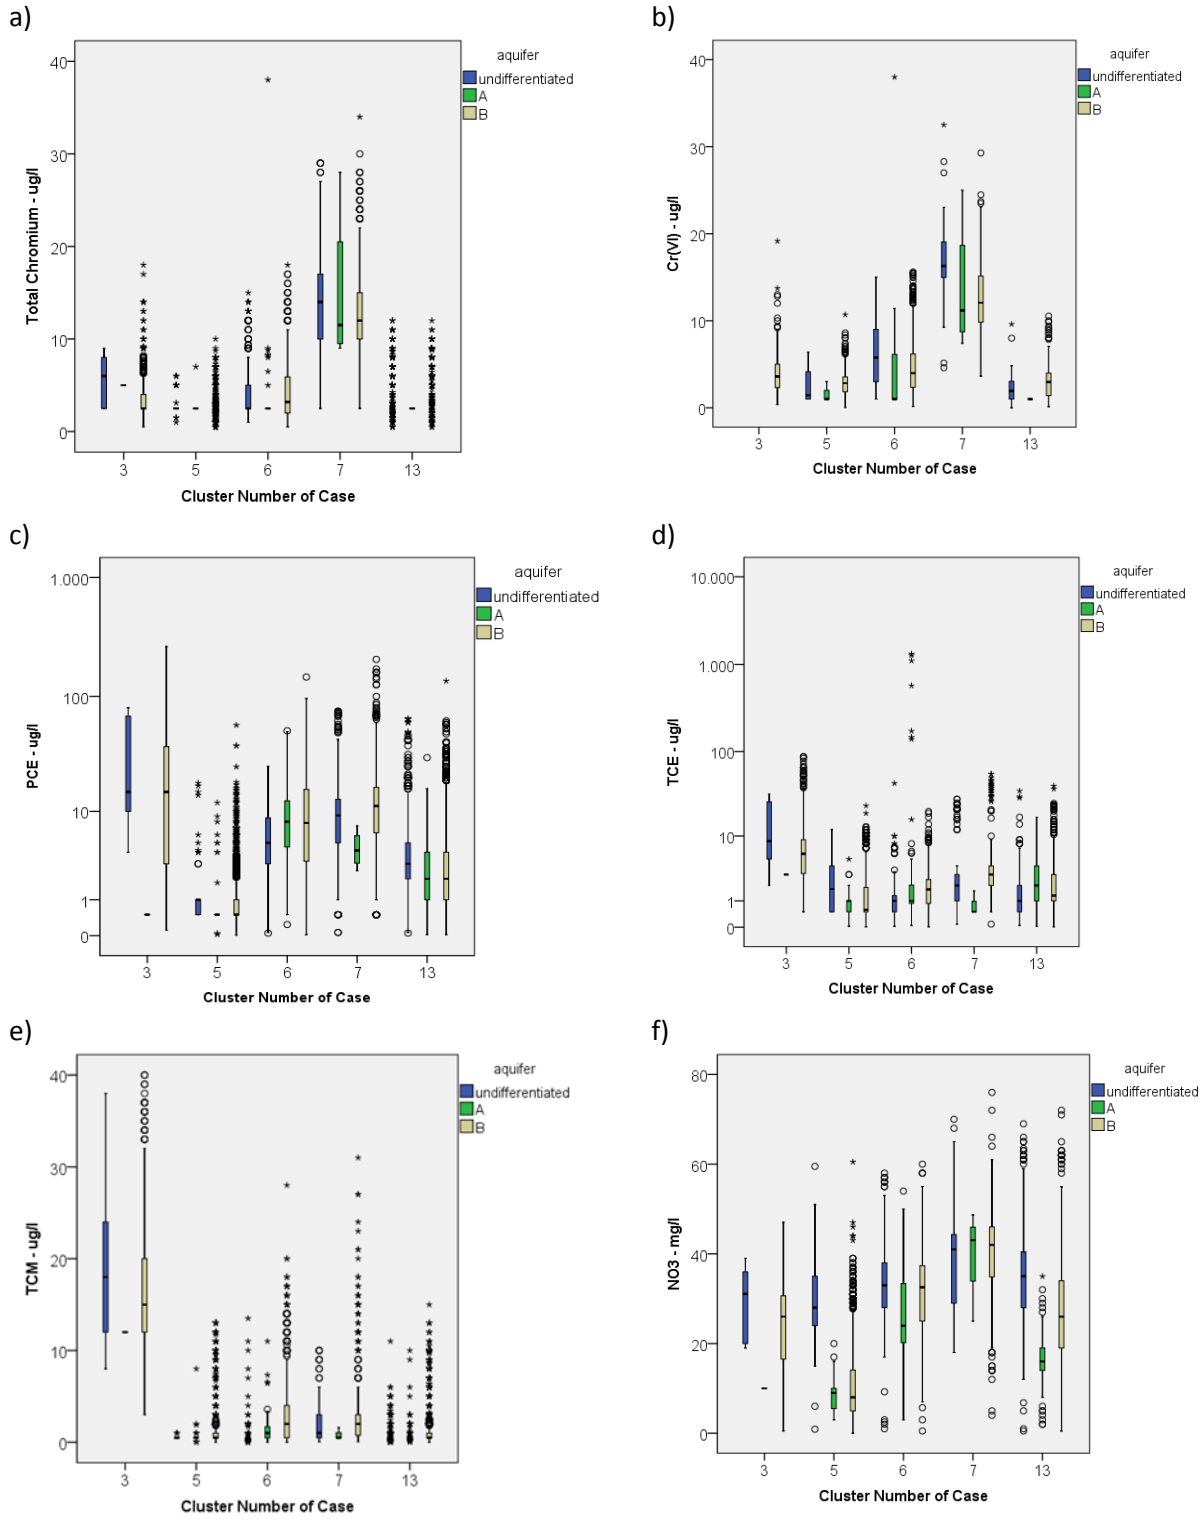 a)
aquifer
undifferentiated
A
B
40
30
20
10
0
Total Chromium - ug/l
3 5 6 7 13
Cluster Number of Case
b)
aquifer
undifferentiated
A
B
40
30
20
10
0
Cr(VI) - ug/l
3 5 6 7 13
Cluster Number of Case
c)
aquifer
undifferentiated
A
B
1.000
100
10
1
0
PCE - ug/l
3 5 6 7 13
Cluster Number of Case
d)
aquifer
undifferentiated
A
B
10.000
1.000
100
10
1
0
TCE - ug/l
3 5 6 7 13
Cluster Number of Case
e)
aquifer
undifferentiated
A
B
40
30
20
10
0
TCM - ug/l
3 5 6 7 13
Cluster Number of Case
f)
aquifer
undifferentiated
A
B
80
60
40
20
0
NO3 - mg/l
3 5 6 7 13
Cluster Number of Case